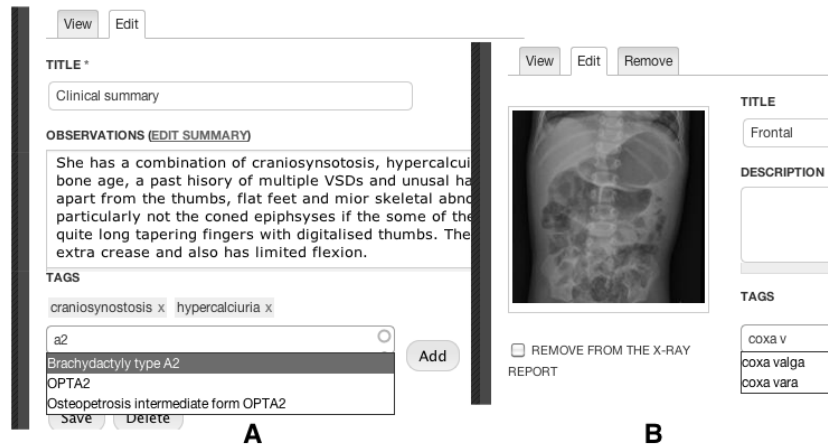 View Edit
TITLE *
Clinical summary
OBSERVATIONS (EDIT SUMMARY)
She has a combination of craniosynsotosis, hypercalcui
bone age, a past hisory of multiple VSDs and unusal ha
apart from the thumbs, flat feet and mior skeletal abno
particularly not the coned epiphsyses if the some of the
quite long tapering fingers with digitalised thumbs. The
extra crease and also has limited flexion.
TAGS
craniosynostosis x hypercalciuria x
a2
Add
Brachydactyly type A2
OPTA2
Osteopetrosis intermediate form OPTA2
Save Delete
A
View Edit Remove
TITLE
Frontal
DESCRIPTION
TAGS
coxa v
coxa valga
coxa vara
REMOVE FROM THE X-RAY
REPORT
B